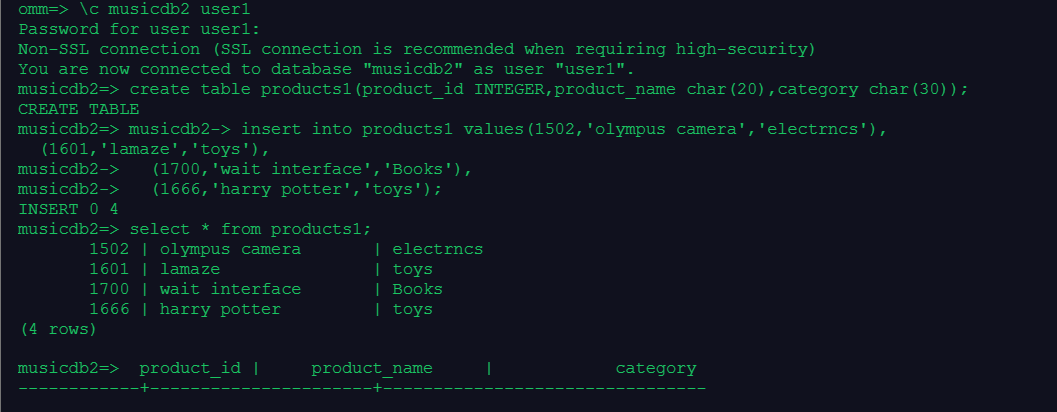 omm=> \c musicdb2 user1
Password for user user1:
Non-SSL connection (SSL connection is recommended when requiring high-security)
You are now connected to database "musicdb2" as user "user1".
musicdb2=> create table products1(product_id INTEGER,product_name char(20),category char(30));
CREATE TABLE
musicdb2=> musicdb2-> insert into products1 values(1502,'olympus camera','electrncs'),
  (1601,'lamaze','toys'),
musicdb2->   (1700,'wait interface','Books'),
musicdb2->   (1666,'harry potter','toys');
INSERT 0 4
musicdb2=> select * from products1;
       1502 | olympus camera       | electrncs
       1601 | lamaze               | toys
       1700 | wait interface       | Books
       1666 | harry potter         | toys
(4 rows)

musicdb2=>  product_id |     product_name     |            category
------------+----------------------+--------------------------------